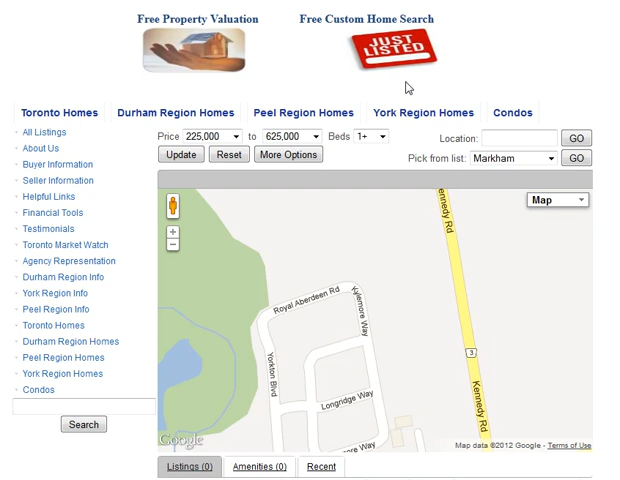 Free Property Valuation
Free Custom Home Search
JUST LISTED
Toronto Homes Durham Region Homes Peel Region Homes York Region Homes Condos
All Listings
About Us
Buyer Information
Seller Information
Helpful Links
Financial Tools
Testimonials
Toronto Market Watch
Agency Representation
Durham Region Info
York Region Info
Peel Region Info
Toronto Homes
Durham Region Homes
Peel Region Homes
York Region Homes
Condos
Search
Price 225,000 to 625,000 Beds 1+
Location: GO
Update Reset More Options
Pick from list: Markham GO
Map
+
−
ennedy Rd
Royal Aberdeen Rd
Kylemore Way
Yorkton Blvd
Longridge Way
3
Kennedy Rd
more Way
Google
Map data ©2012 Google - Terms of Use
Listings (0) Amenities (0) Recent